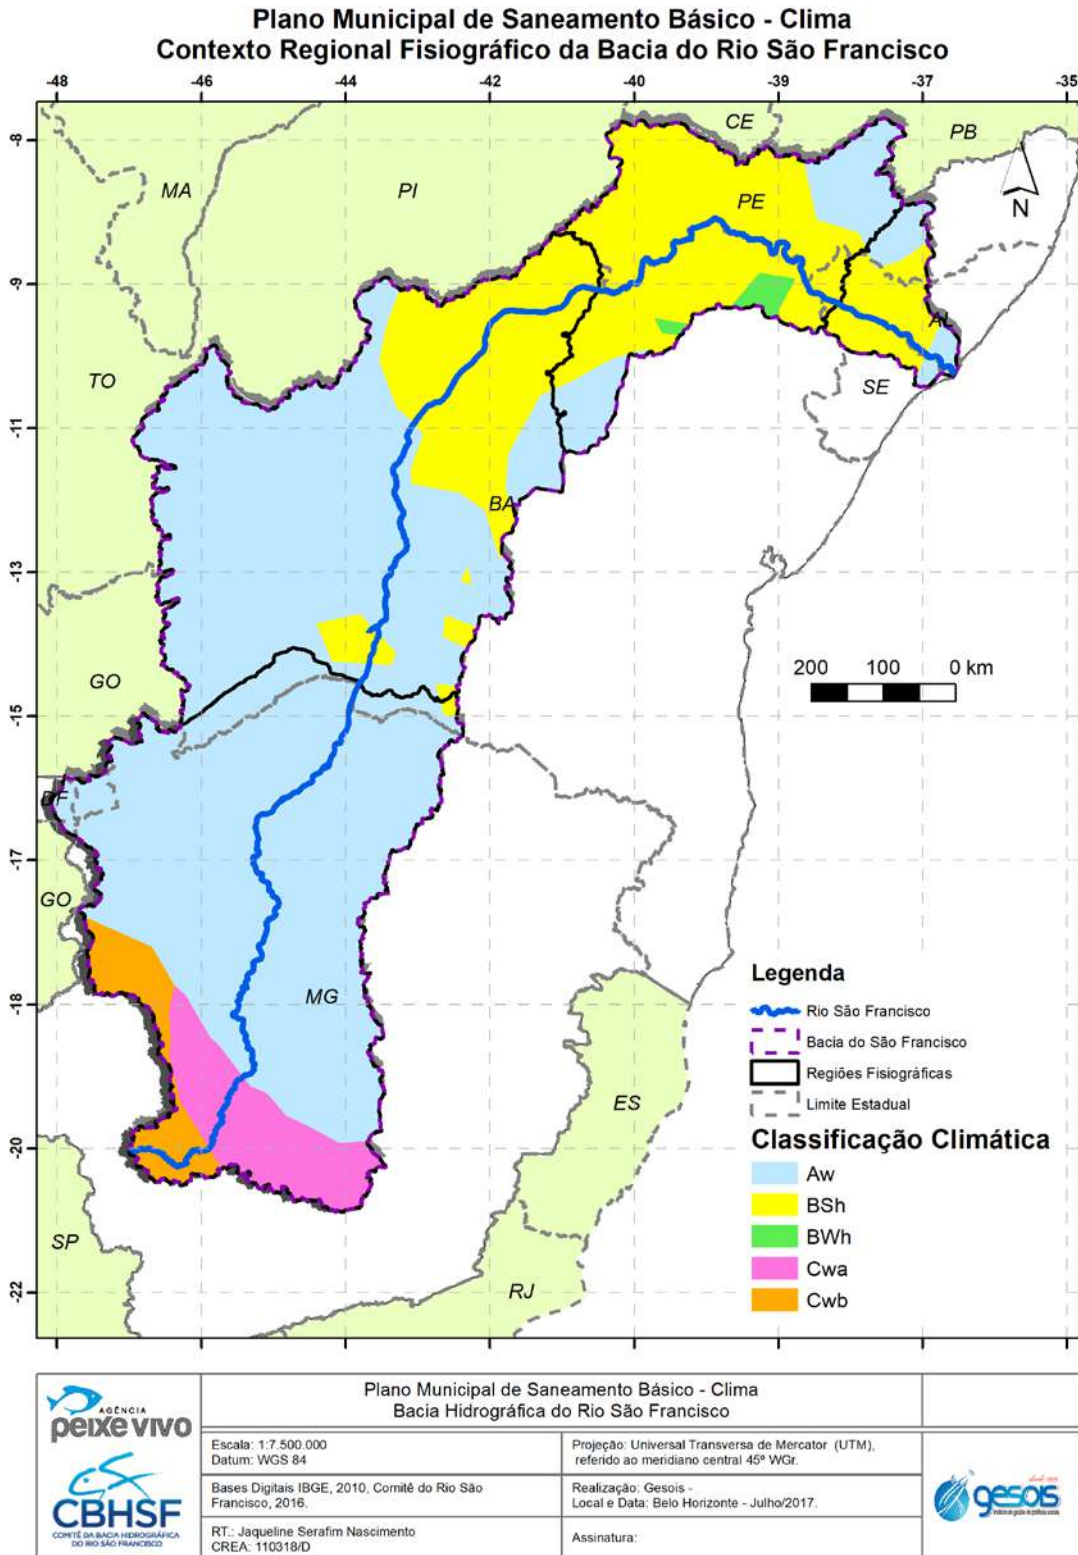 Plano Municipal de Saneamento Básico - Clima
Contexto Regional Fisiográfico da Bacia do Rio São Francisco
-48 -46 -44 -42 -40 -39 -37 -35
-8
-9
-11
-13
-15
-17
-18
-20
-22
CE
PB
MA
PI
PE
N
AL
TO
SE
BA
GO
200 100 0 km
DF
GO
MG
ES
SP
RJ
Legenda
Rio São Francisco
Bacia do São Francisco
Regiões Fisiográficas
Limite Estadual
Classificação Climática
Aw
BSh
BWh
Cwa
Cwb
AGÊNCIA
peixe vivo
CBHSF
COMITÊ DA BACIA HIDROGRÁFICA
DO RIO SÃO FRANCISCO
Plano Municipal de Saneamento Básico - Clima
Bacia Hidrográfica do Rio São Francisco
Escala: 1:7.500.000
Datum: WGS 84
Projeção: Universal Transversa de Mercator (UTM),
referido ao meridiano central 45º WGr.
Bases Digitais IBGE, 2010, Comitê do Rio São
Francisco, 2016.
Realização: Gesois -
Local e Data: Belo Horizonte - Julho/2017.
RT.: Jaqueline Serafim Nascimento
CREA: 110318/D
Assinatura:
gesois